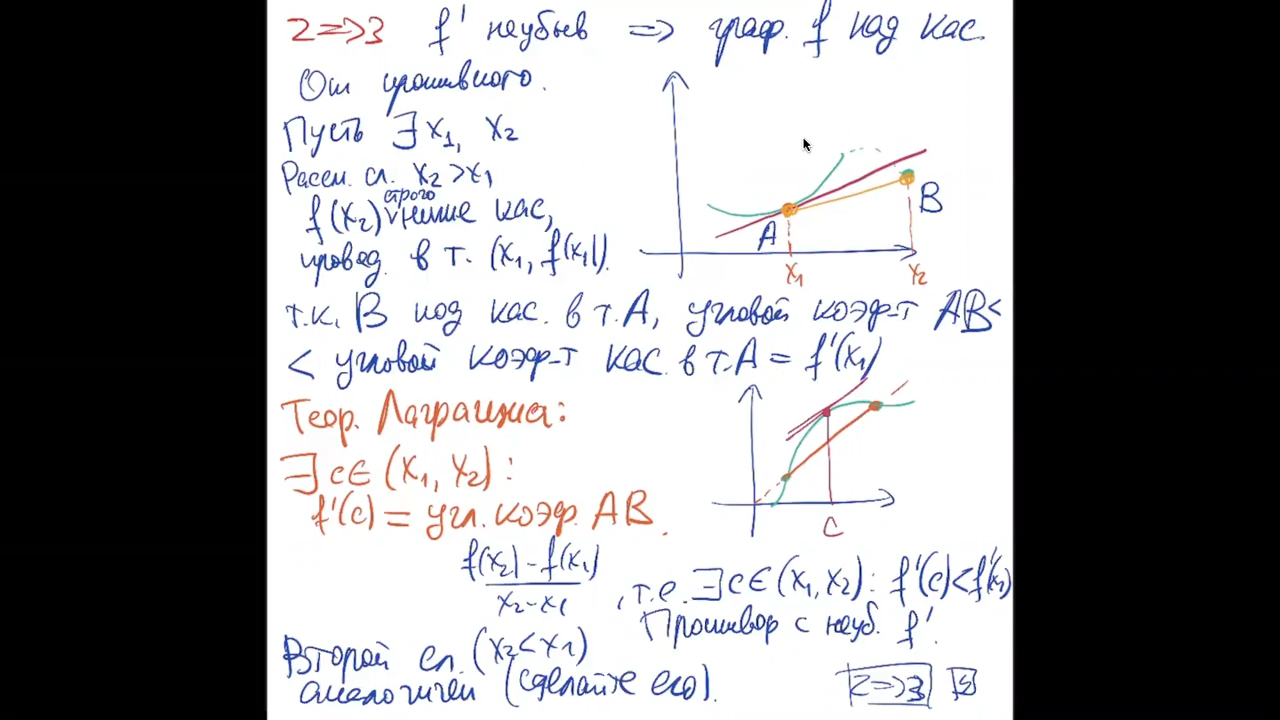 2=>3 f' неубыв => граф. f над кас.
От противного.
Пусть ∃ x₁, x₂
Рассм. сл. x₂>x₁
f(x₂) строго ниже кас,
провед. в т. (x₁, f(x₁)).
A
B
x₁
x₂
т.к. B под кас. в т.A, угловой коэф-т AB<
< угловой коэф-т кас. в т.A = f'(x₁)
Теор. Лагранжа:
∃ c∈(x₁, x₂):
f'(c) = угл. коэф. AB.
c
f(x₂)-f(x₁)
x₂-x₁
, т.е. ∃ c∈(x₁, x₂): f'(c)<f'(x₁)
Противор с неуб. f'.
Второй сл. (x₂<x₁)
аналогичен (сделайте его).
2=>3